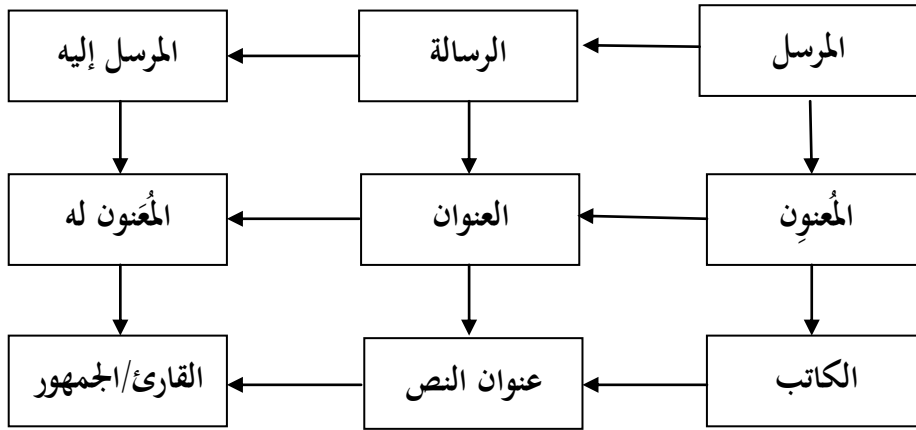 المرسل
الرسالة
المرسل إليه
المُعنوِن
العنوان
المُعَنون له
الكاتب
عنوان النص
القارئ/الجمهور